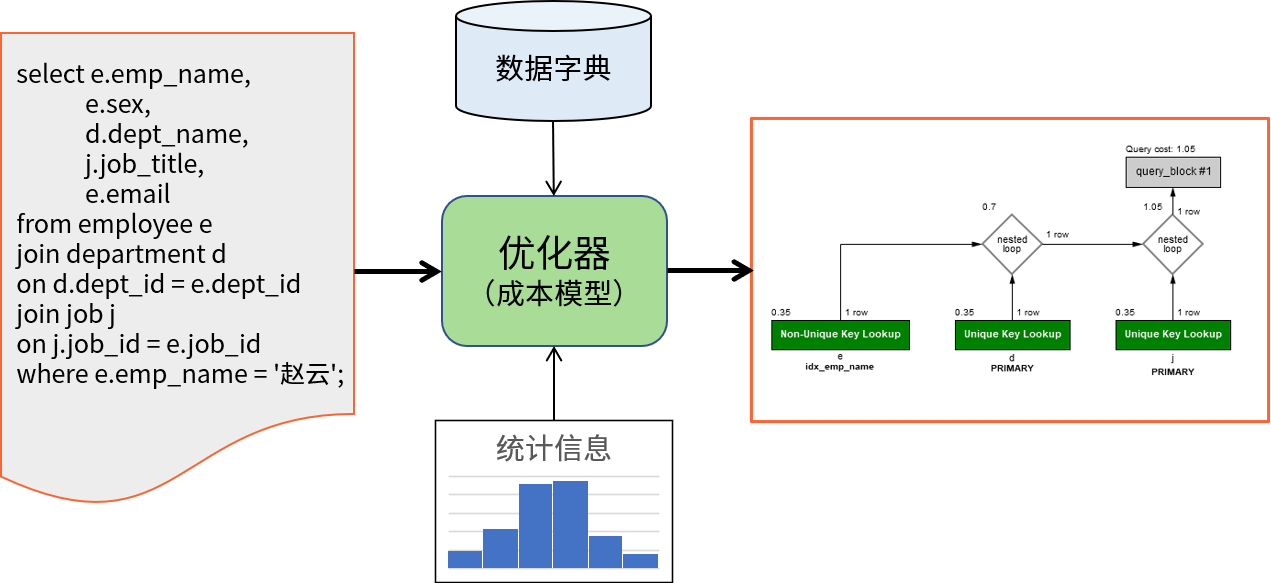 select e.emp_name,
e.sex,
d.dept_name,
j.job_title,
e.email
from employee e
join department d
on d.dept_id = e.dept_id
join job j
on j.job_id = e.job_id
where e.emp_name = '赵云';
数据字典
优化器
（成本模型）
统计信息
Query cost: 1.05
query_block #1
0.7
1.05
1 row
nested
loop
1 row
nested
loop
0.35
1 row
0.35
1 row
0.35
1 row
Non-Unique Key Lookup
Unique Key Lookup
Unique Key Lookup
e
d
j
idx_emp_name
PRIMARY
PRIMARY